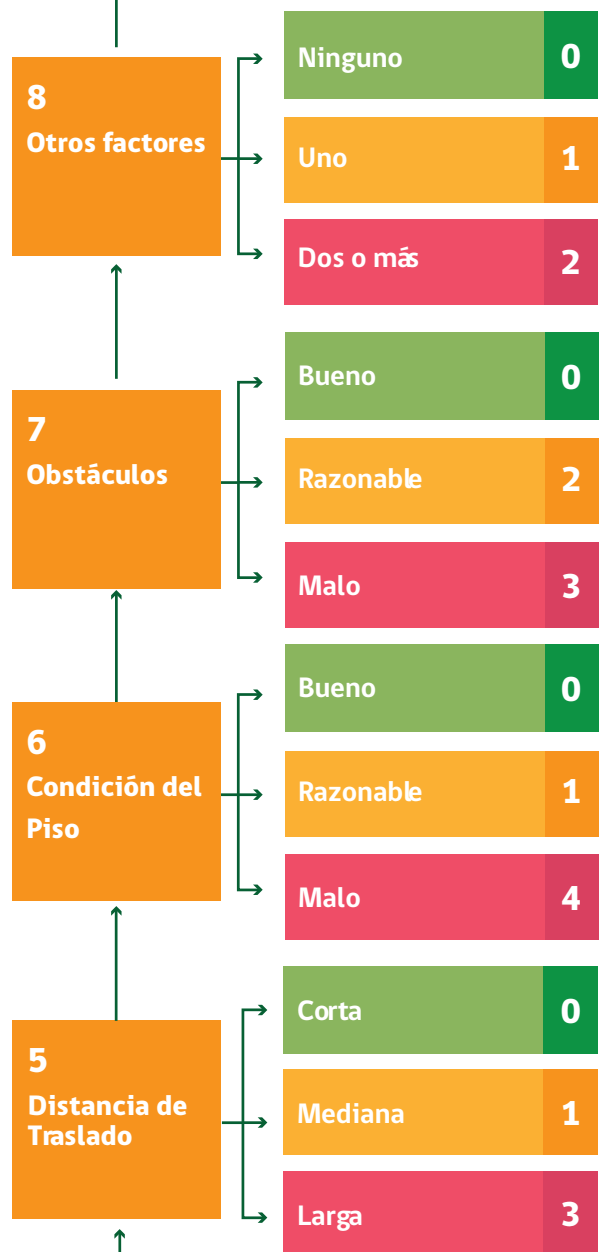 8
Otros factores
Ninguno 0
Uno 1
Dos o más 2
7
Obstáculos
Bueno 0
Razonable 2
Malo 3
6
Condición del
Piso
Bueno 0
Razonable 1
Malo 4
5
Distancia de
Traslado
Corta 0
Mediana 1
Larga 3